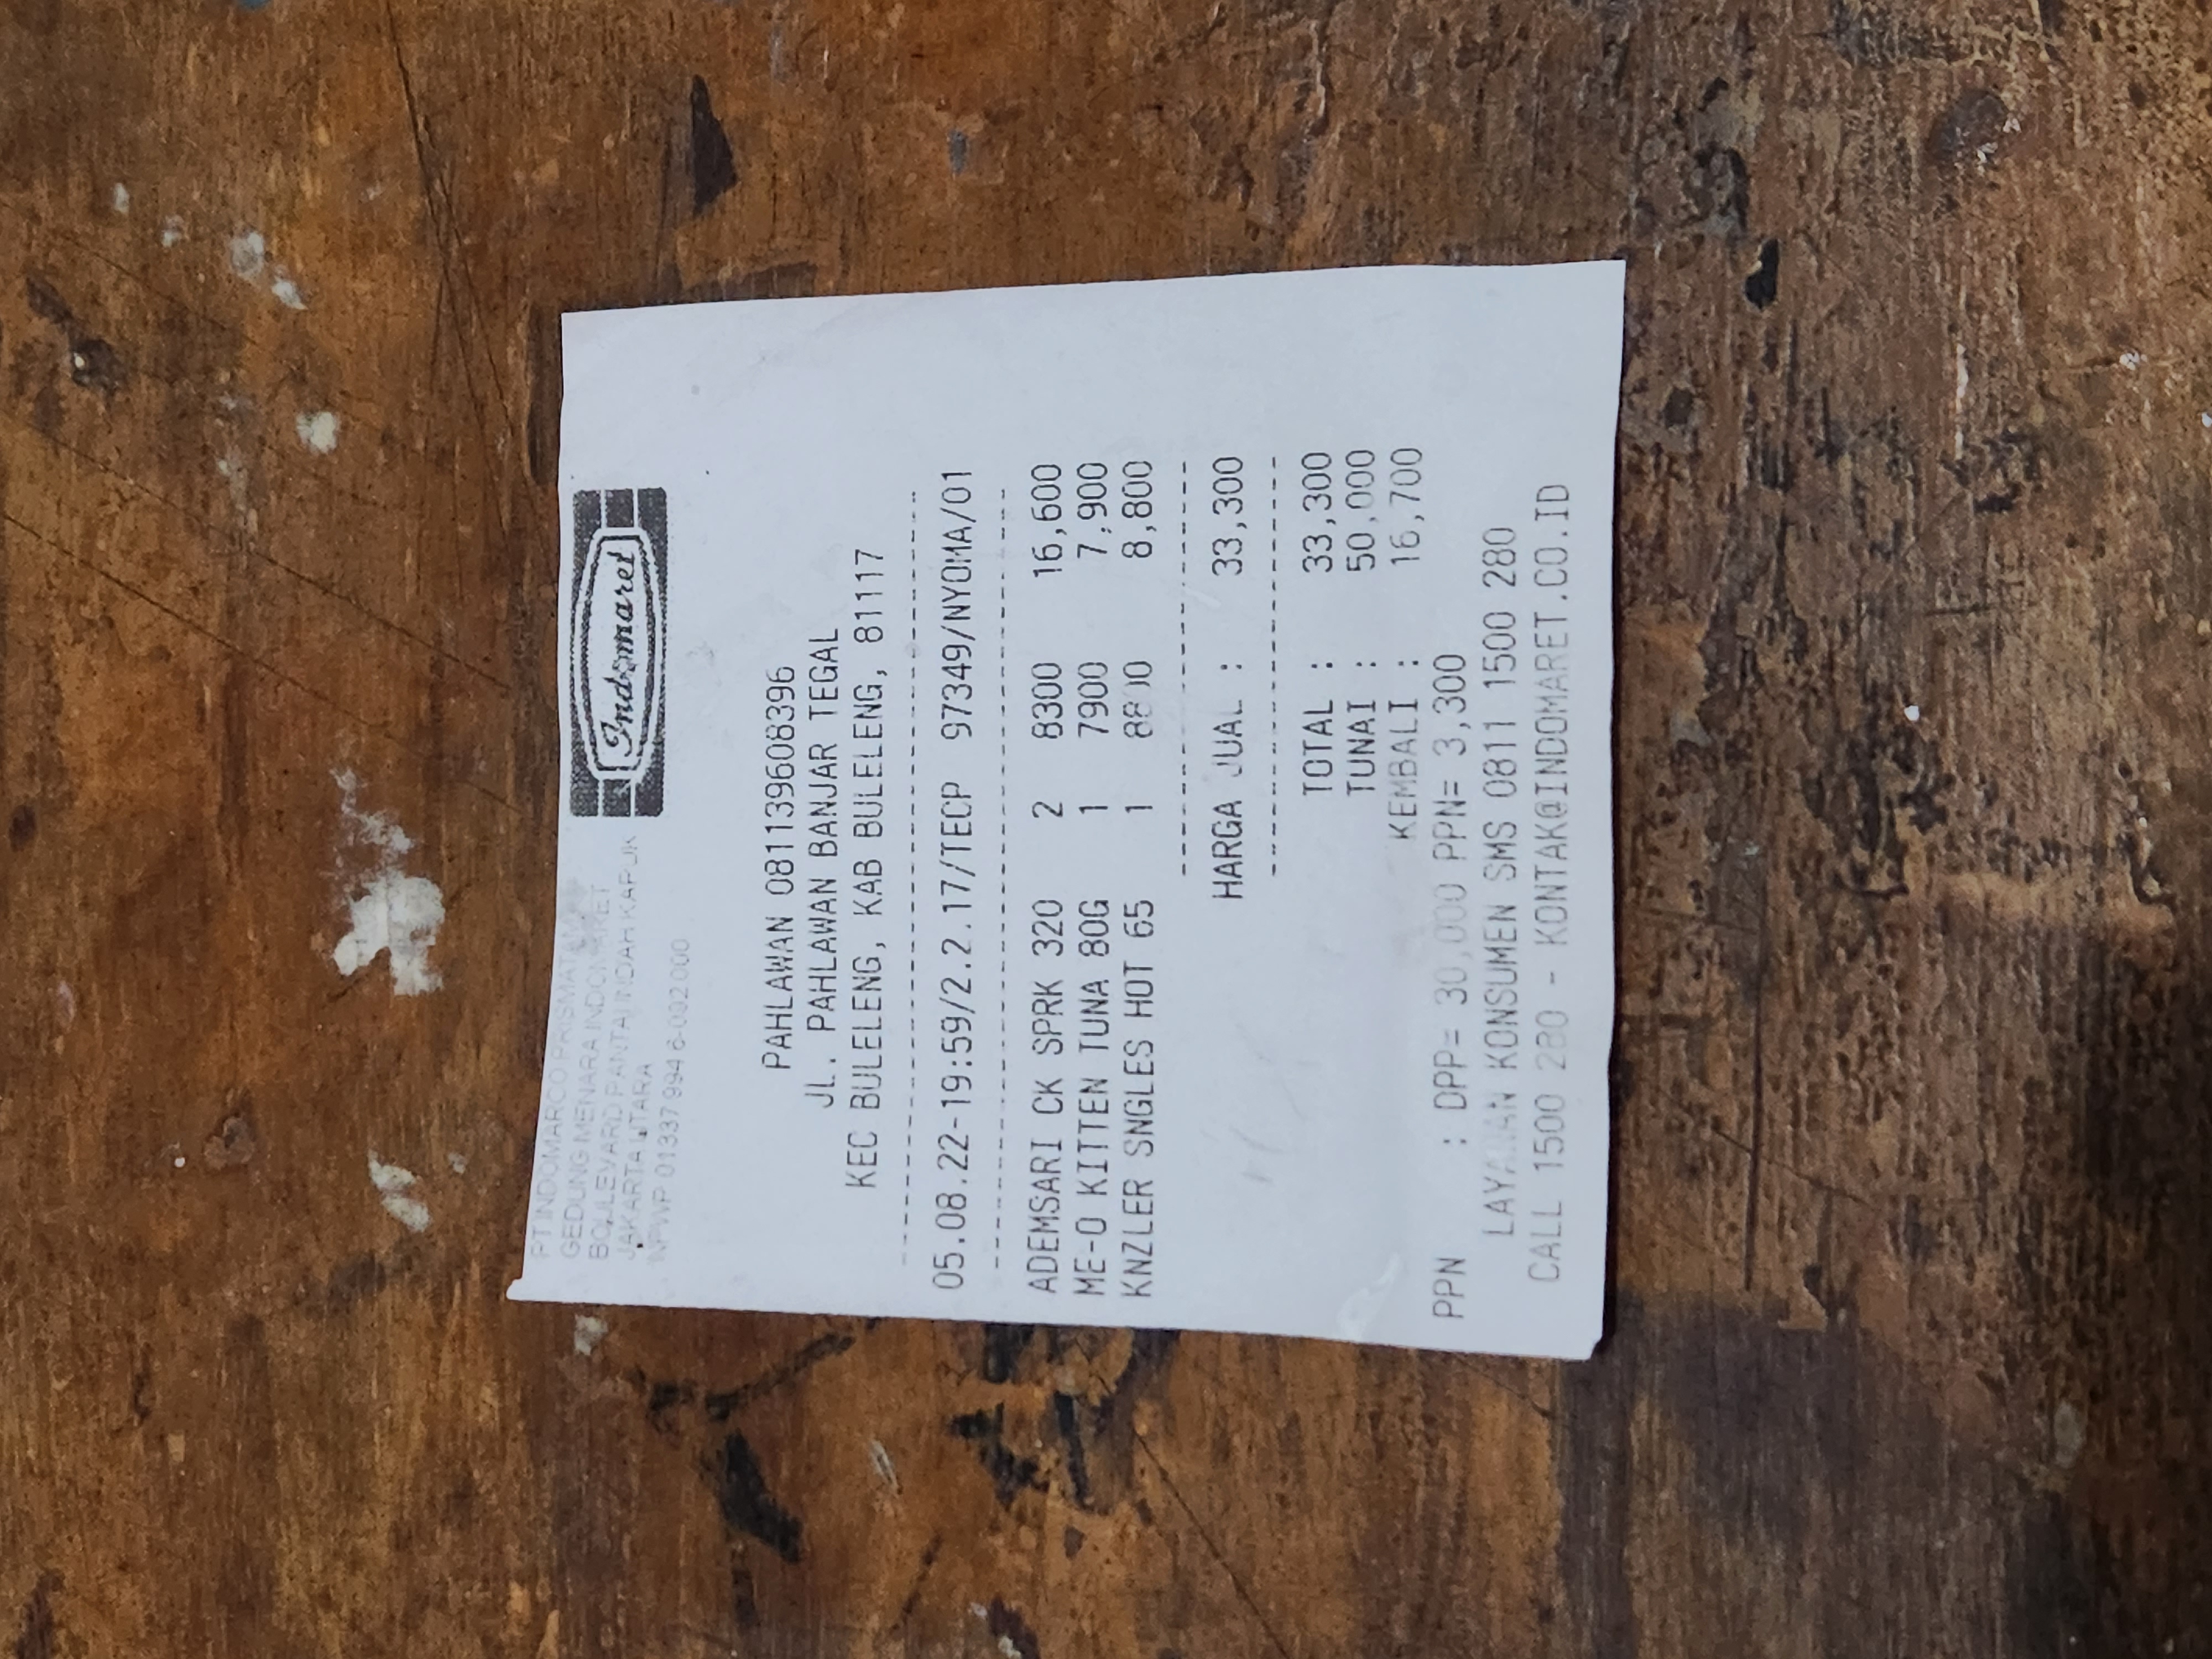 PT.INDOMARCO PRISMATAMA
GEDUNG MENARA INDOMARET
BOULEVARD PANTAI INDAH KAPUK
JAKARTA UTARA
NPWP 01337 994 6-092 000
Indomaret
PAHLAWAN 081139608396
JL. PAHLAWAN BANJAR TEGAL
KEC BULELENG, KAB BULELENG, 81117
05.08.22-19:59/2.2.17/TECP 97349/NYOMA/01
ADEMSARI CK SPRK 320 2 8300 16,600
ME-O KITTEN TUNA 80G 1 7900 7,900
KNZLER SNGLES HOT 65 1 8800 8,800
HARGA JUAL : 33,300
TOTAL : 33,300
TUNAI : 50,000
KEMBALI : 16,700
PPN : DPP= 30,000 PPN= 3,300
LAYANAN KONSUMEN SMS 0811 1500 280
CALL 1500 280 - KONTAK@INDOMARET.CO.ID